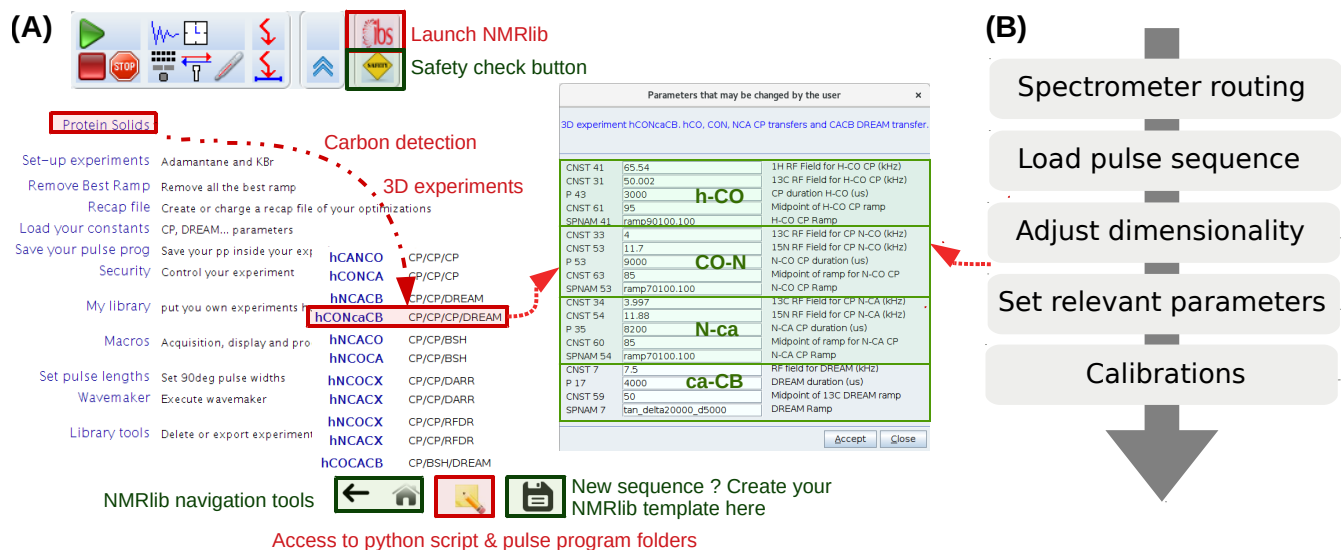 (A)
STOP
ibs
Launch NMRlib
SAFETY
Safety check button
Protein Solids
Carbon detection
3D experiments
Set-up experiments Adamantane and KBr
Remove Best Ramp Remove all the best ramp
Recap file Create or charge a recap file of your optimizations
Load your constants CP, DREAM... parameters
Save your pulse prog Save your pp inside your exp
Security Control your experiment
My library put you own experiments h
Macros Acquisition, display and pro
Set pulse lengths Set 90deg pulse widths
Wavemaker Execute wavemaker
Library tools Delete or export experiment
hCANCO CP/CP/CP
hCONCA CP/CP/CP
hNCACB CP/CP/DREAM
hCONcaCB CP/CP/CP/DREAM
hNCACO CP/CP/BSH
hNCOCA CP/CP/BSH
hNCOCX CP/CP/DARR
hNCACX CP/CP/DARR
hNCOCX CP/CP/RFDR
hNCACX CP/CP/RFDR
hCOCACB CP/BSH/DREAM
Parameters that may be changed by the user ×
3D experiment hCONcaCB. hCO, CON, NCA CP transfers and CACB DREAM transfer.
CNST 41 65.54 1H RF Field for H-CO CP (kHz)
CNST 31 50.002 13C RF Field for H-CO CP (kHz)
P 43 3000 CP duration H-CO (us)
h-CO
CNST 61 95 Midpoint of H-CO CP ramp
SPNAM 41 ramp90100.100 H-CO CP Ramp
CNST 33 4 13C RF Field for CP N-CO (kHz)
CNST 53 11.7 15N RF Field for CP N-CO (kHz)
P 53 9000 N-CO CP duration (us)
CO-N
CNST 63 85 Midpoint of ramp for N-CO CP
SPNAM 53 ramp70100.100 N-CO CP Ramp
CNST 34 3.997 13C RF Field for CP N-CA (kHz)
CNST 54 11.88 15N RF Field for CP N-CA (kHz)
P 35 8200 N-CA CP duration (us)
N-ca
CNST 60 85 Midpoint of ramp for N-CA CP
SPNAM 54 ramp70100.100 N-CA CP Ramp
CNST 7 7.5 RF field for DREAM (kHz)
P 17 4000 DREAM duration (us)
ca-CB
CNST 59 50 Midpoint of 13C DREAM ramp
SPNAM 7 tan_delta20000_d5000 DREAM Ramp
Accept Close
NMRlib navigation tools
New sequence ? Create your
NMRlib template here
Access to python script & pulse program folders
(B)
Spectrometer routing
Load pulse sequence
Adjust dimensionality
Set relevant parameters
Calibrations